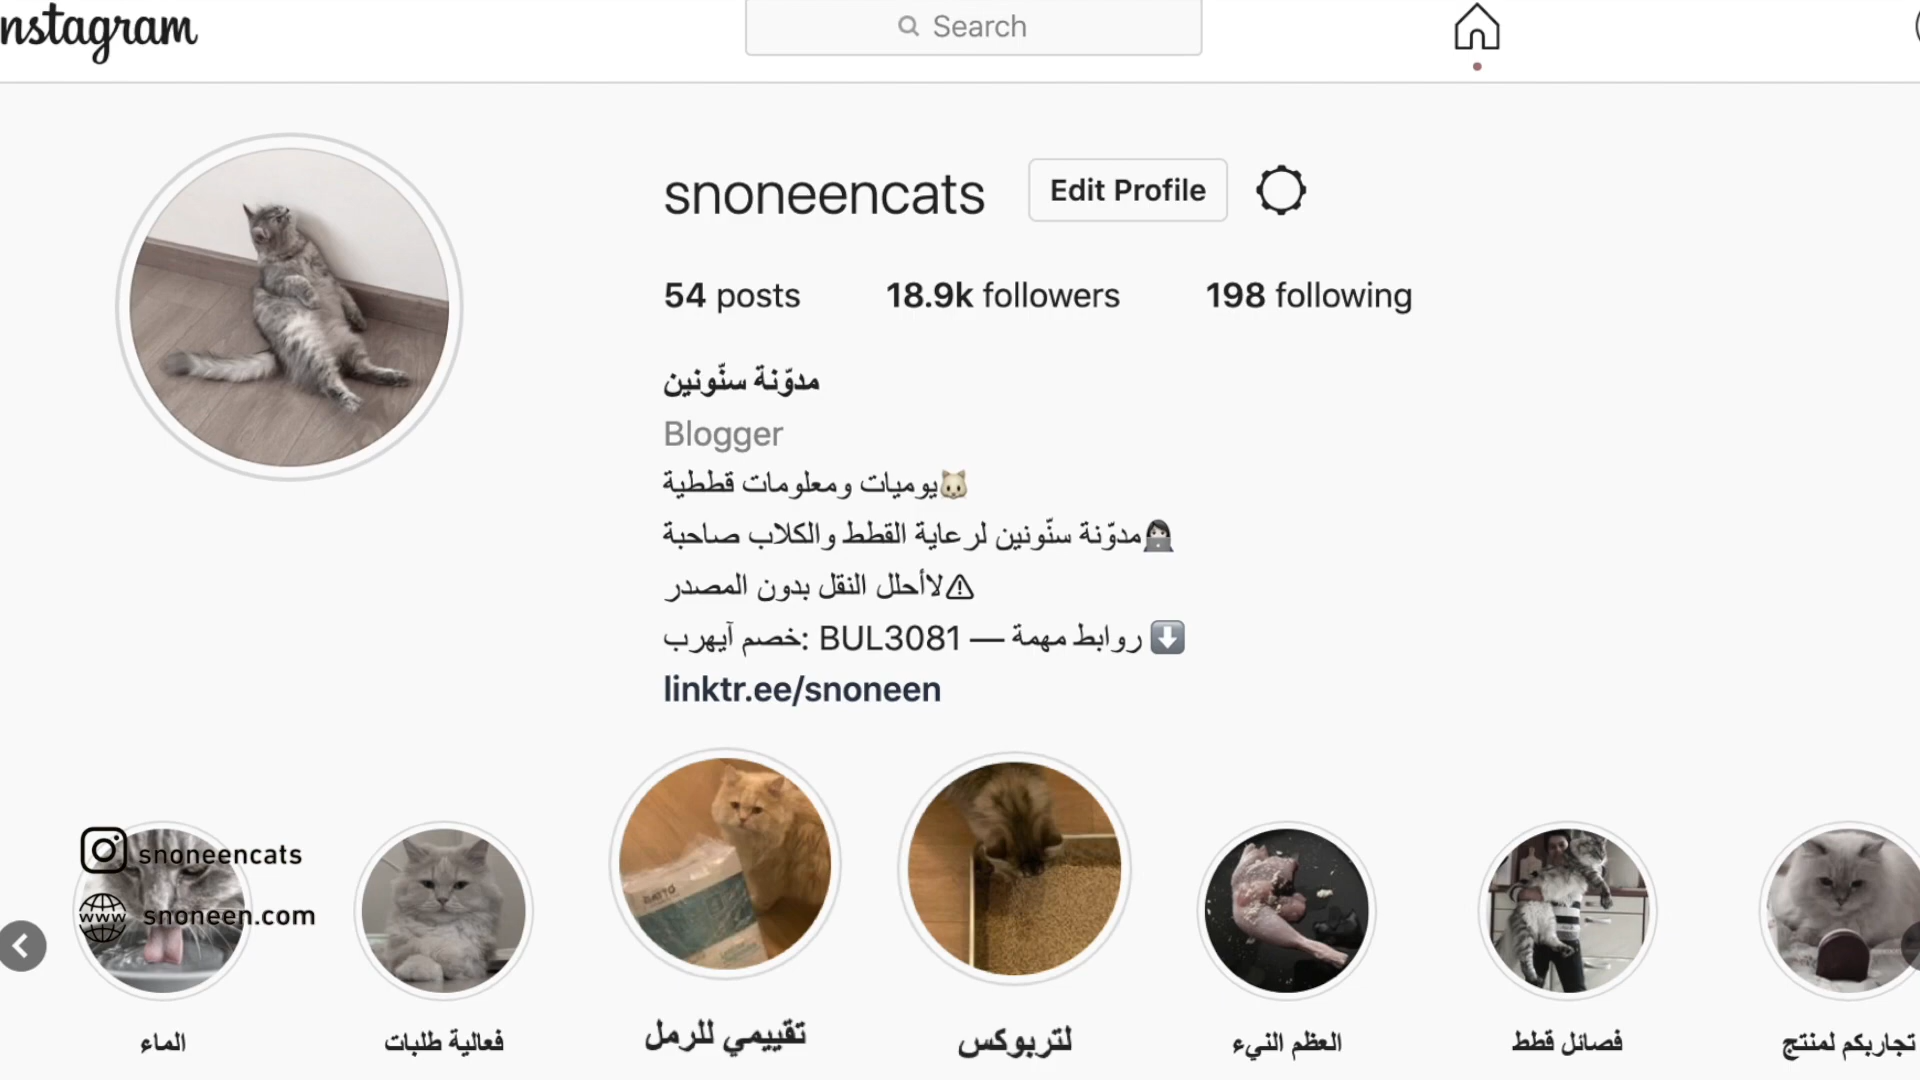 Instagram
Search
snoneencats
Edit Profile
54 posts
18.9k followers
198 following
مدوّنة سنّونين
Blogger
🐱يوميات ومعلومات قططية
👩🏻‍💻مدوّنة سنّونين لرعاية القطط والكلاب صاحبة
⚠️لاأحلل النقل بدون المصدر
خصم آيهرب: BUL3081 — روابط مهمة ⬇️
linktr.ee/snoneen
snoneencats
www snoneen.com
الماء
فعالية طلبات
تقييمي للرمل
لتربوكس
العظم النيء
فصائل قطط
تجاربكم لمنتج